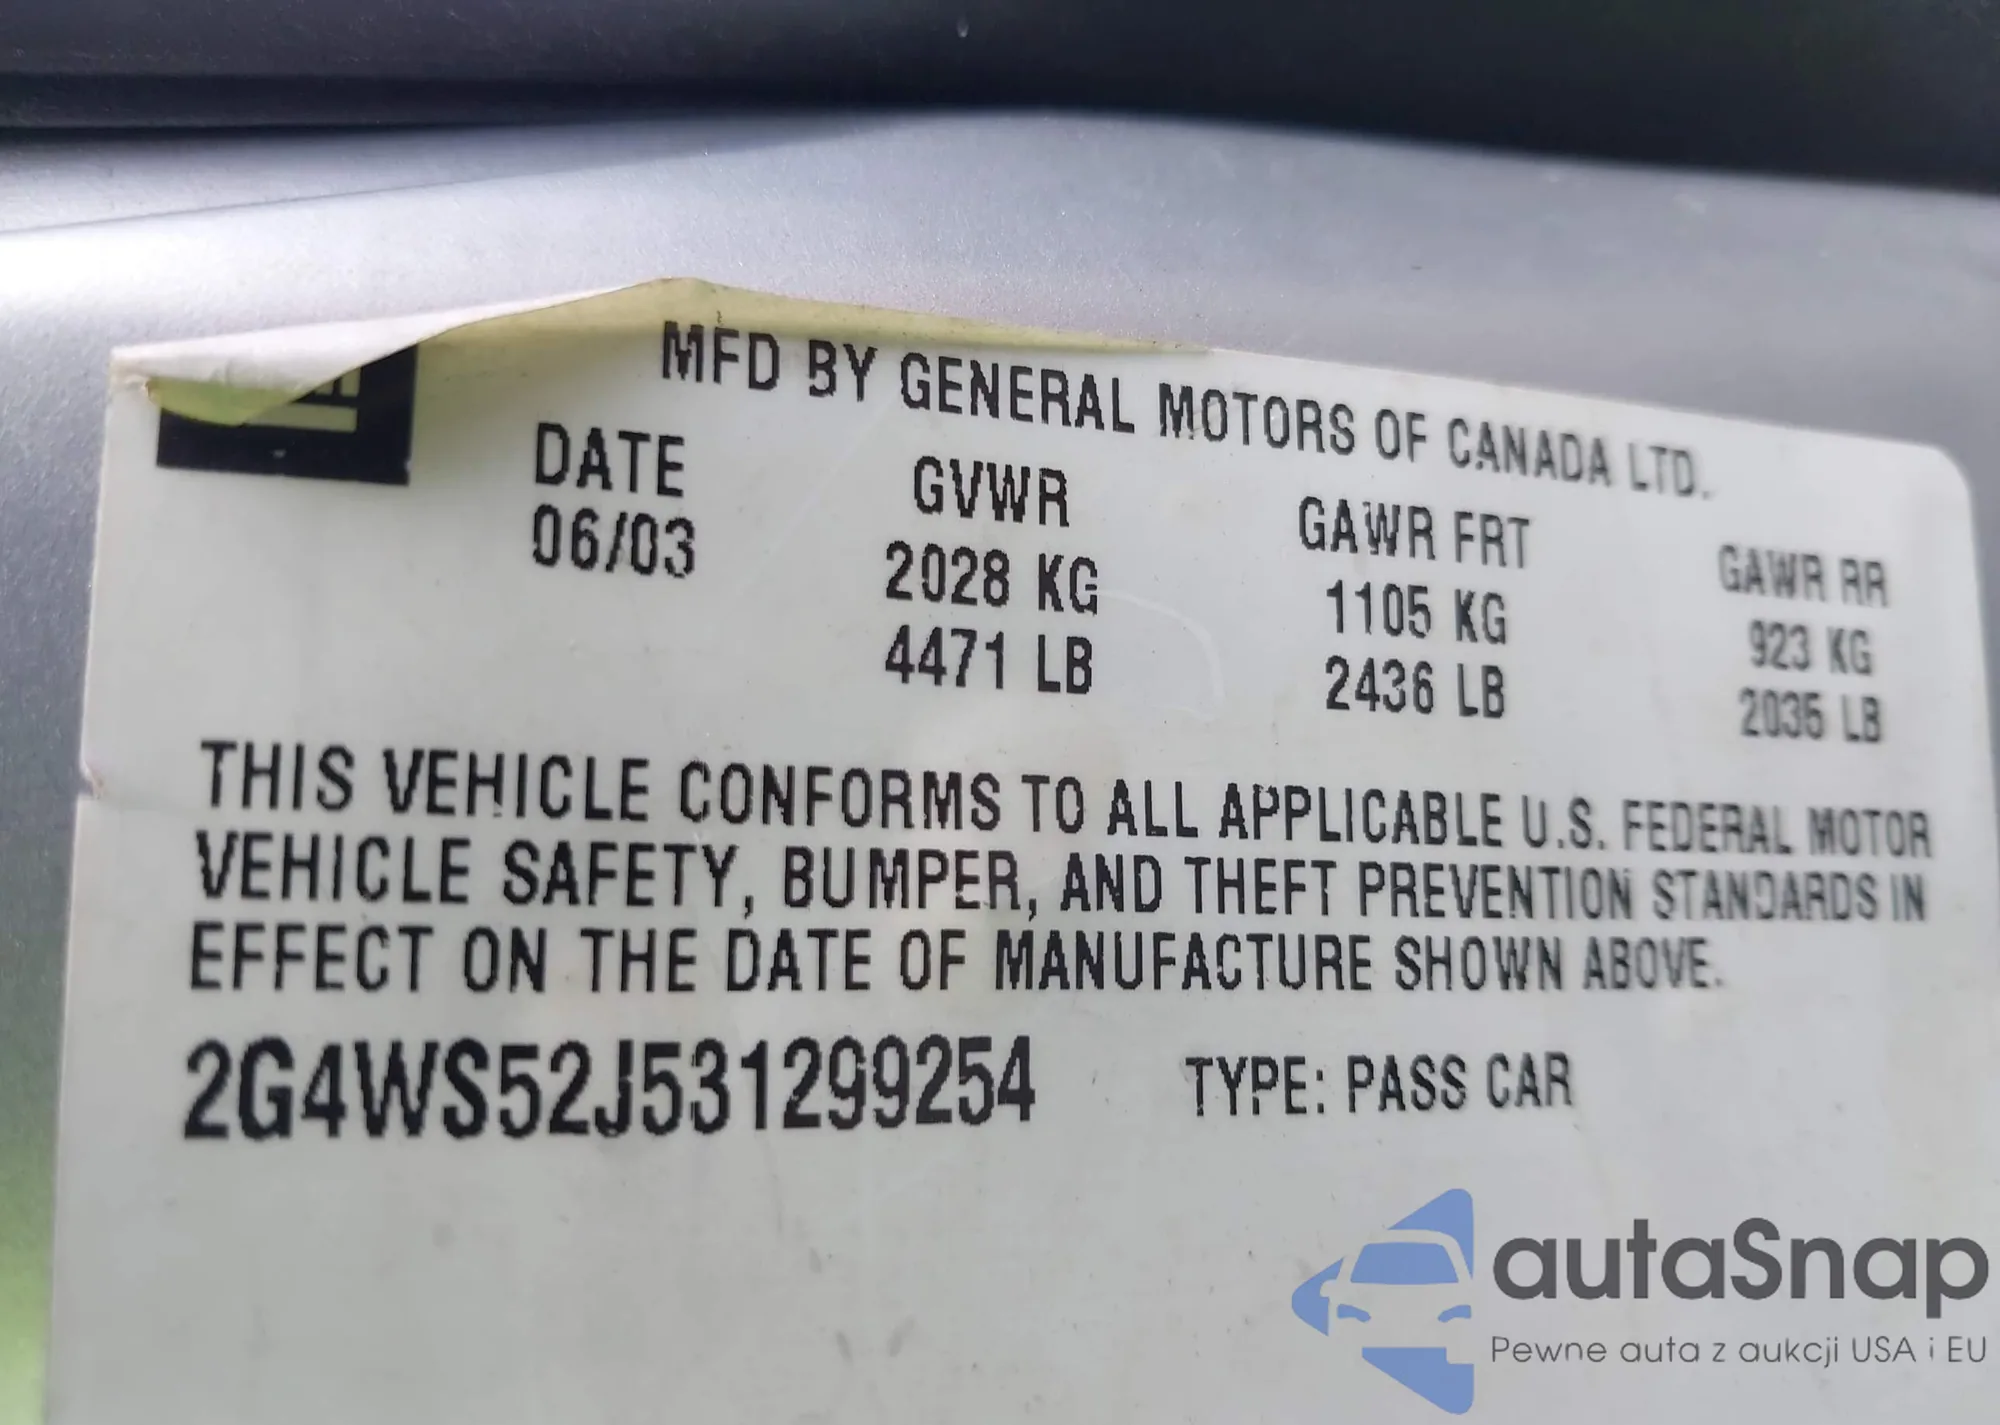 MFD BY GENERAL MOTORS OF CANADA LTD.
DATE GVWR GAWR FRT GAWR RR
06/03 2028 KG 1105 KG 923 KG
4471 LB 2436 LB 2035 LB
THIS VEHICLE CONFORMS TO ALL APPLICABLE U.S. FEDERAL MOTOR
VEHICLE SAFETY, BUMPER, AND THEFT PREVENTION STANDARDS IN
EFFECT ON THE DATE OF MANUFACTURE SHOWN ABOVE.
2G4WS52J531299254 TYPE: PASS CAR
autaSnap
Pewne auta z aukcji USA i EU